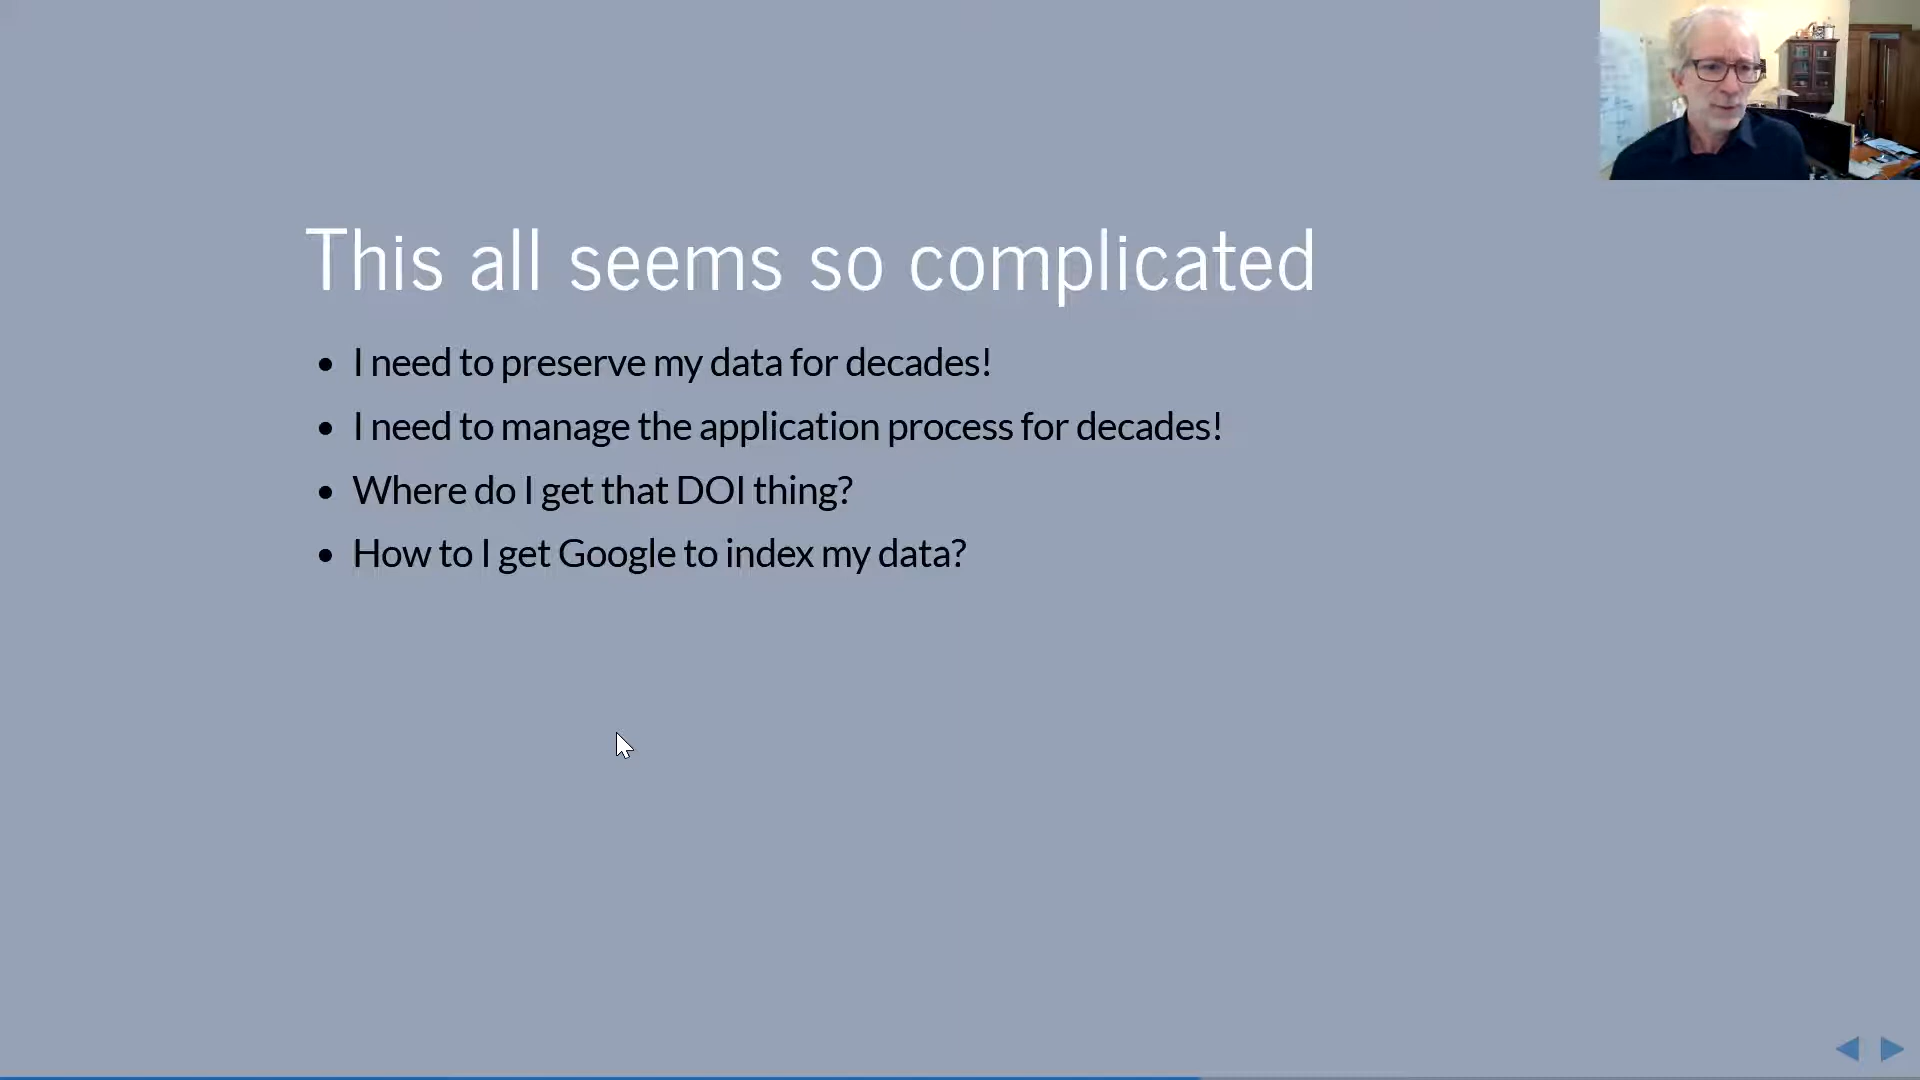 This all seems so complicated
I need to preserve my data for decades!
I need to manage the application process for decades!
Where do I get that DOI thing?
How to I get Google to index my data?